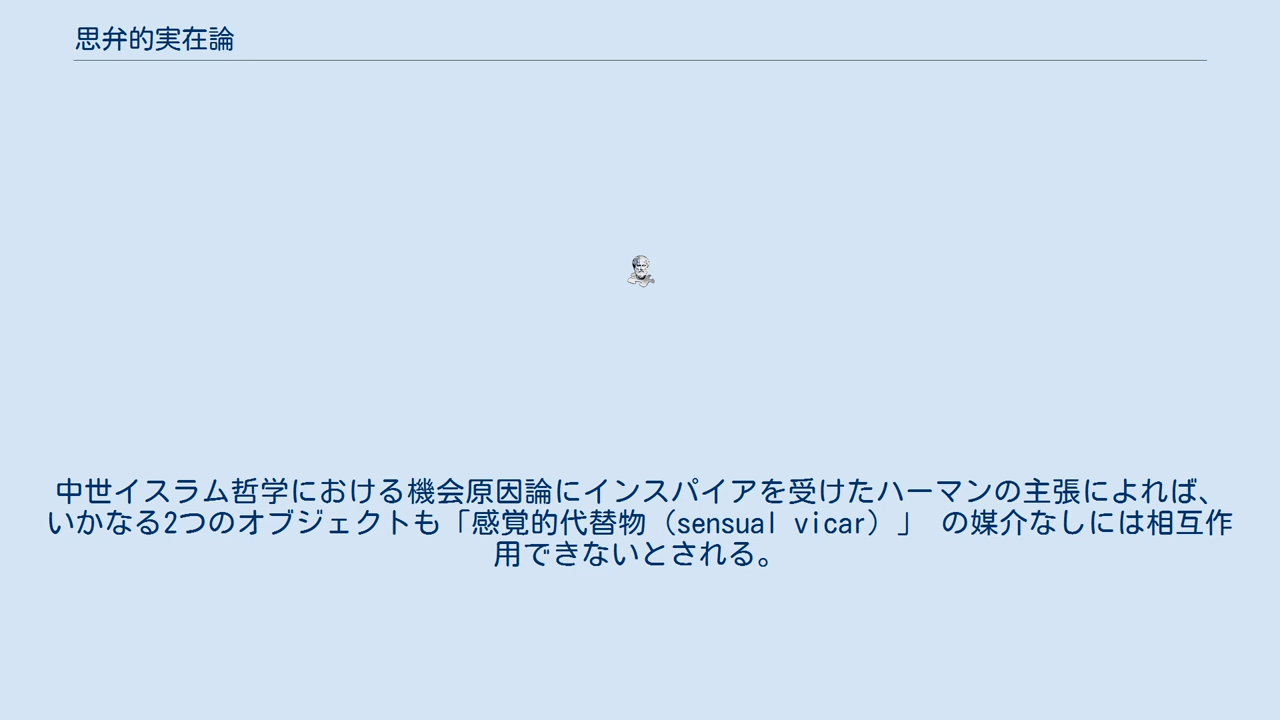 思弁的実在論
中世イスラム哲学における機会原因論にインスパイアを受けたハーマンの主張によれば、
いかなる2つのオブジェクトも「感覚的代替物（sensual vicar）」 の媒介なしには相互作
用できないとされる。